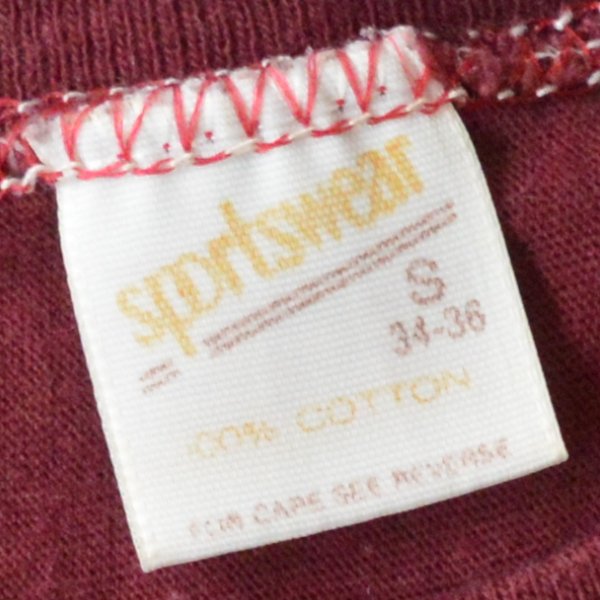 sportswear
S
34-36
100% COTTON
FOR CARE SEE REVERSE